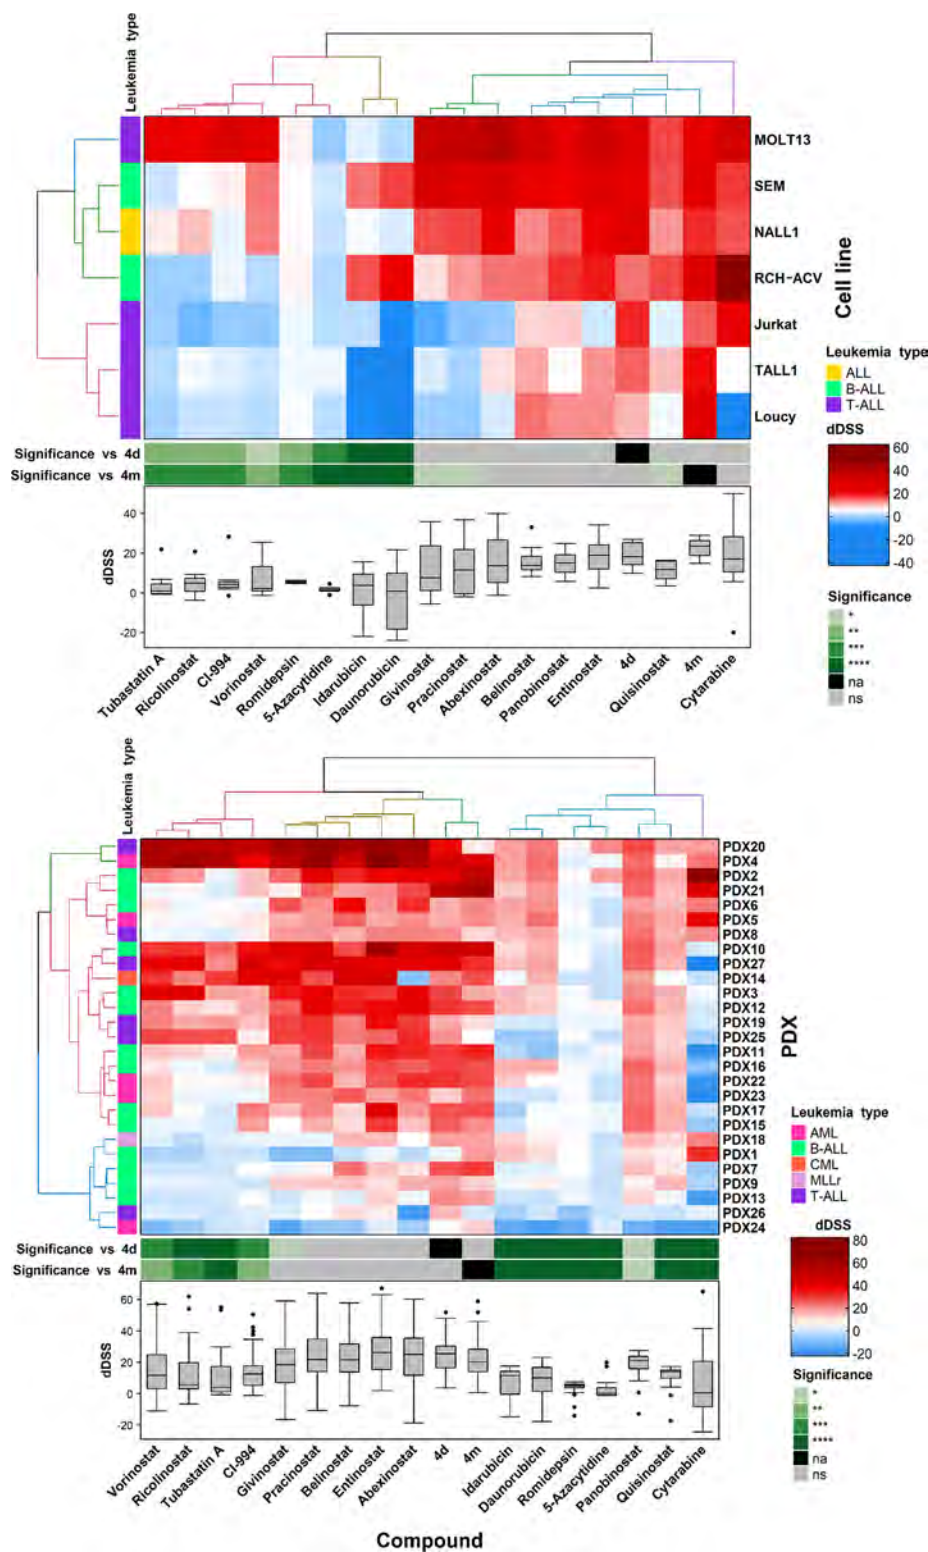 Leukemia type
MOLT13
SEM
NALL1
RCH-ACV
Jurkat
TALL1
Loucy
Cell line
Leukemia type
ALL
B-ALL
T-ALL
dDSS
60
40
20
0
-20
-40
Significance vs 4d
Significance vs 4m
Significance
*
**
***
****
na
ns
dDSS
40
20
0
-20
Tubastatin A
Ricolinostat
CI-994
Vorinostat
Romidepsin
5-Azacytidine
Idarubicin
Daunorubicin
Givinostat
Pracinostat
Abexinostat
Belinostat
Panobinostat
Entinostat
4d
Quisinostat
4m
Cytarabine
Leukemia type
PDX20
PDX4
PDX2
PDX21
PDX6
PDX5
PDX8
PDX10
PDX27
PDX14
PDX3
PDX12
PDX19
PDX25
PDX11
PDX16
PDX22
PDX23
PDX17
PDX15
PDX18
PDX1
PDX7
PDX9
PDX13
PDX26
PDX24
PDX
Leukemia type
AML
B-ALL
CML
MLLr
T-ALL
dDSS
80
60
40
20
0
-20
Significance vs 4d
Significance vs 4m
Significance
*
**
***
****
na
ns
dDSS
60
40
20
0
-20
Vorinostat
Ricolinostat
Tubastatin A
CI-994
Givinostat
Pracinostat
Belinostat
Entinostat
Abexinostat
4d
4m
Idarubicin
Daunorubicin
Romidepsin
5-Azacytidine
Panobinostat
Quisinostat
Cytarabine
Compound